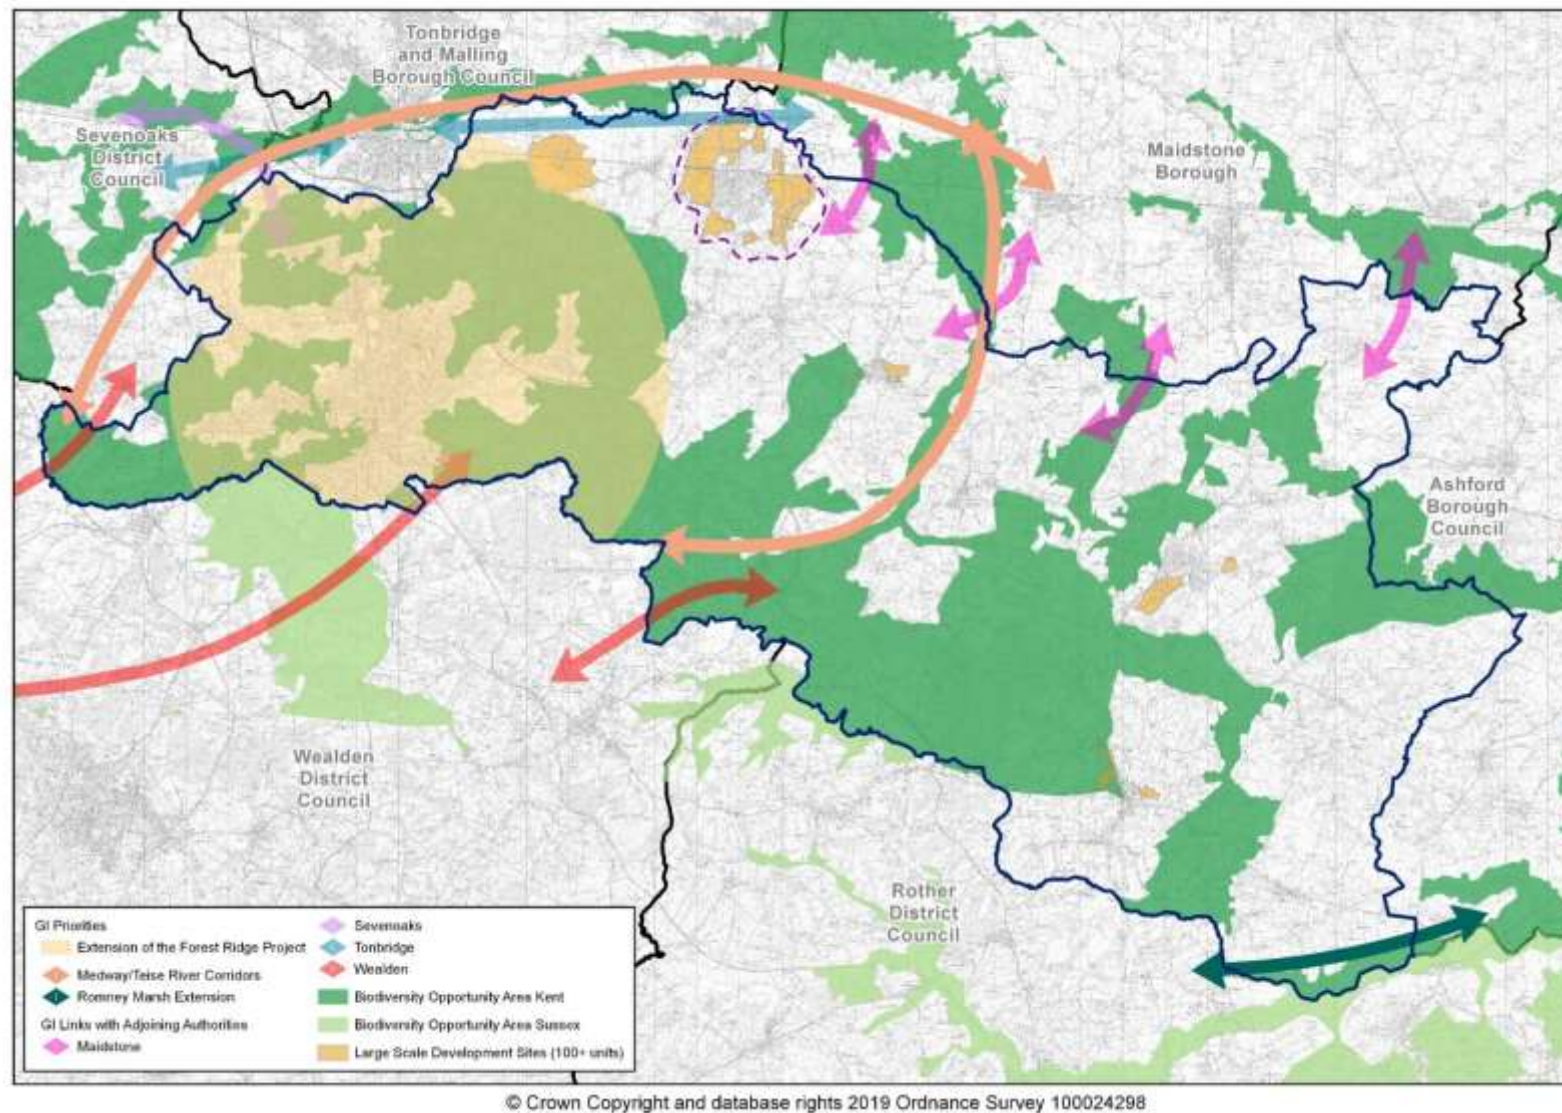 Tonbridge
and Malling
Borough Council
Sevenoaks
District
Council
Maidstone
Borough
Ashford
Borough
Council
Wealden
District
Council
Rother
District
Council
GI Priorities
Extension of the Forest Ridge Project
Medway/Teise River Corridors
Romney Marsh Extension
GI Links with Adjoining Authorities
Maidstone
Sevenoaks
Tonbridge
Wealden
Biodiversity Opportunity Area Kent
Biodiversity Opportunity Area Sussex
Large Scale Development Sites (100+ units)
© Crown Copyright and database rights 2019 Ordnance Survey 100024298